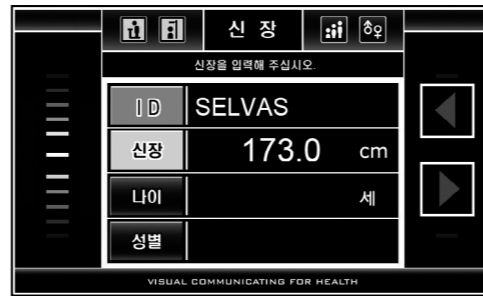 신 장
신장을 입력해 주십시오.
ID SELVAS
신장 173.0 cm
나이 세
성별
VISUAL COMMUNICATING FOR HEALTH